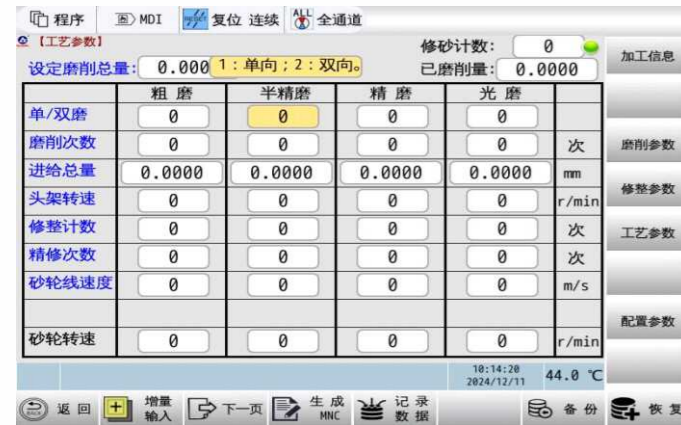 程序 MDI RESET 复位 连续 ALL 全通道
【工艺参数】
修砂计数: 0
加工信息
设定磨削总量: 0.000 1：单向；2：双向。 已磨削量: 0.0000
粗 磨 半精磨 精 磨 光 磨
单/双磨 0 0 0 0
磨削次数 0 0 0 0 次 磨削参数
进给总量 0.0000 0.0000 0.0000 0.0000 mm
修整参数
头架转速 0 0 0 0 r/min
修整计数 0 0 0 0 次 工艺参数
精修次数 0 0 0 0 次
砂轮线速度 0 0 0 0 m/s
配置参数
砂轮转速 0 0 0 0 r/min
10:14:20
2024/12/11 44.0 ℃
返 回 增量输入 下一页 生 成 MNC 记 录 数 据 备 份 恢 复